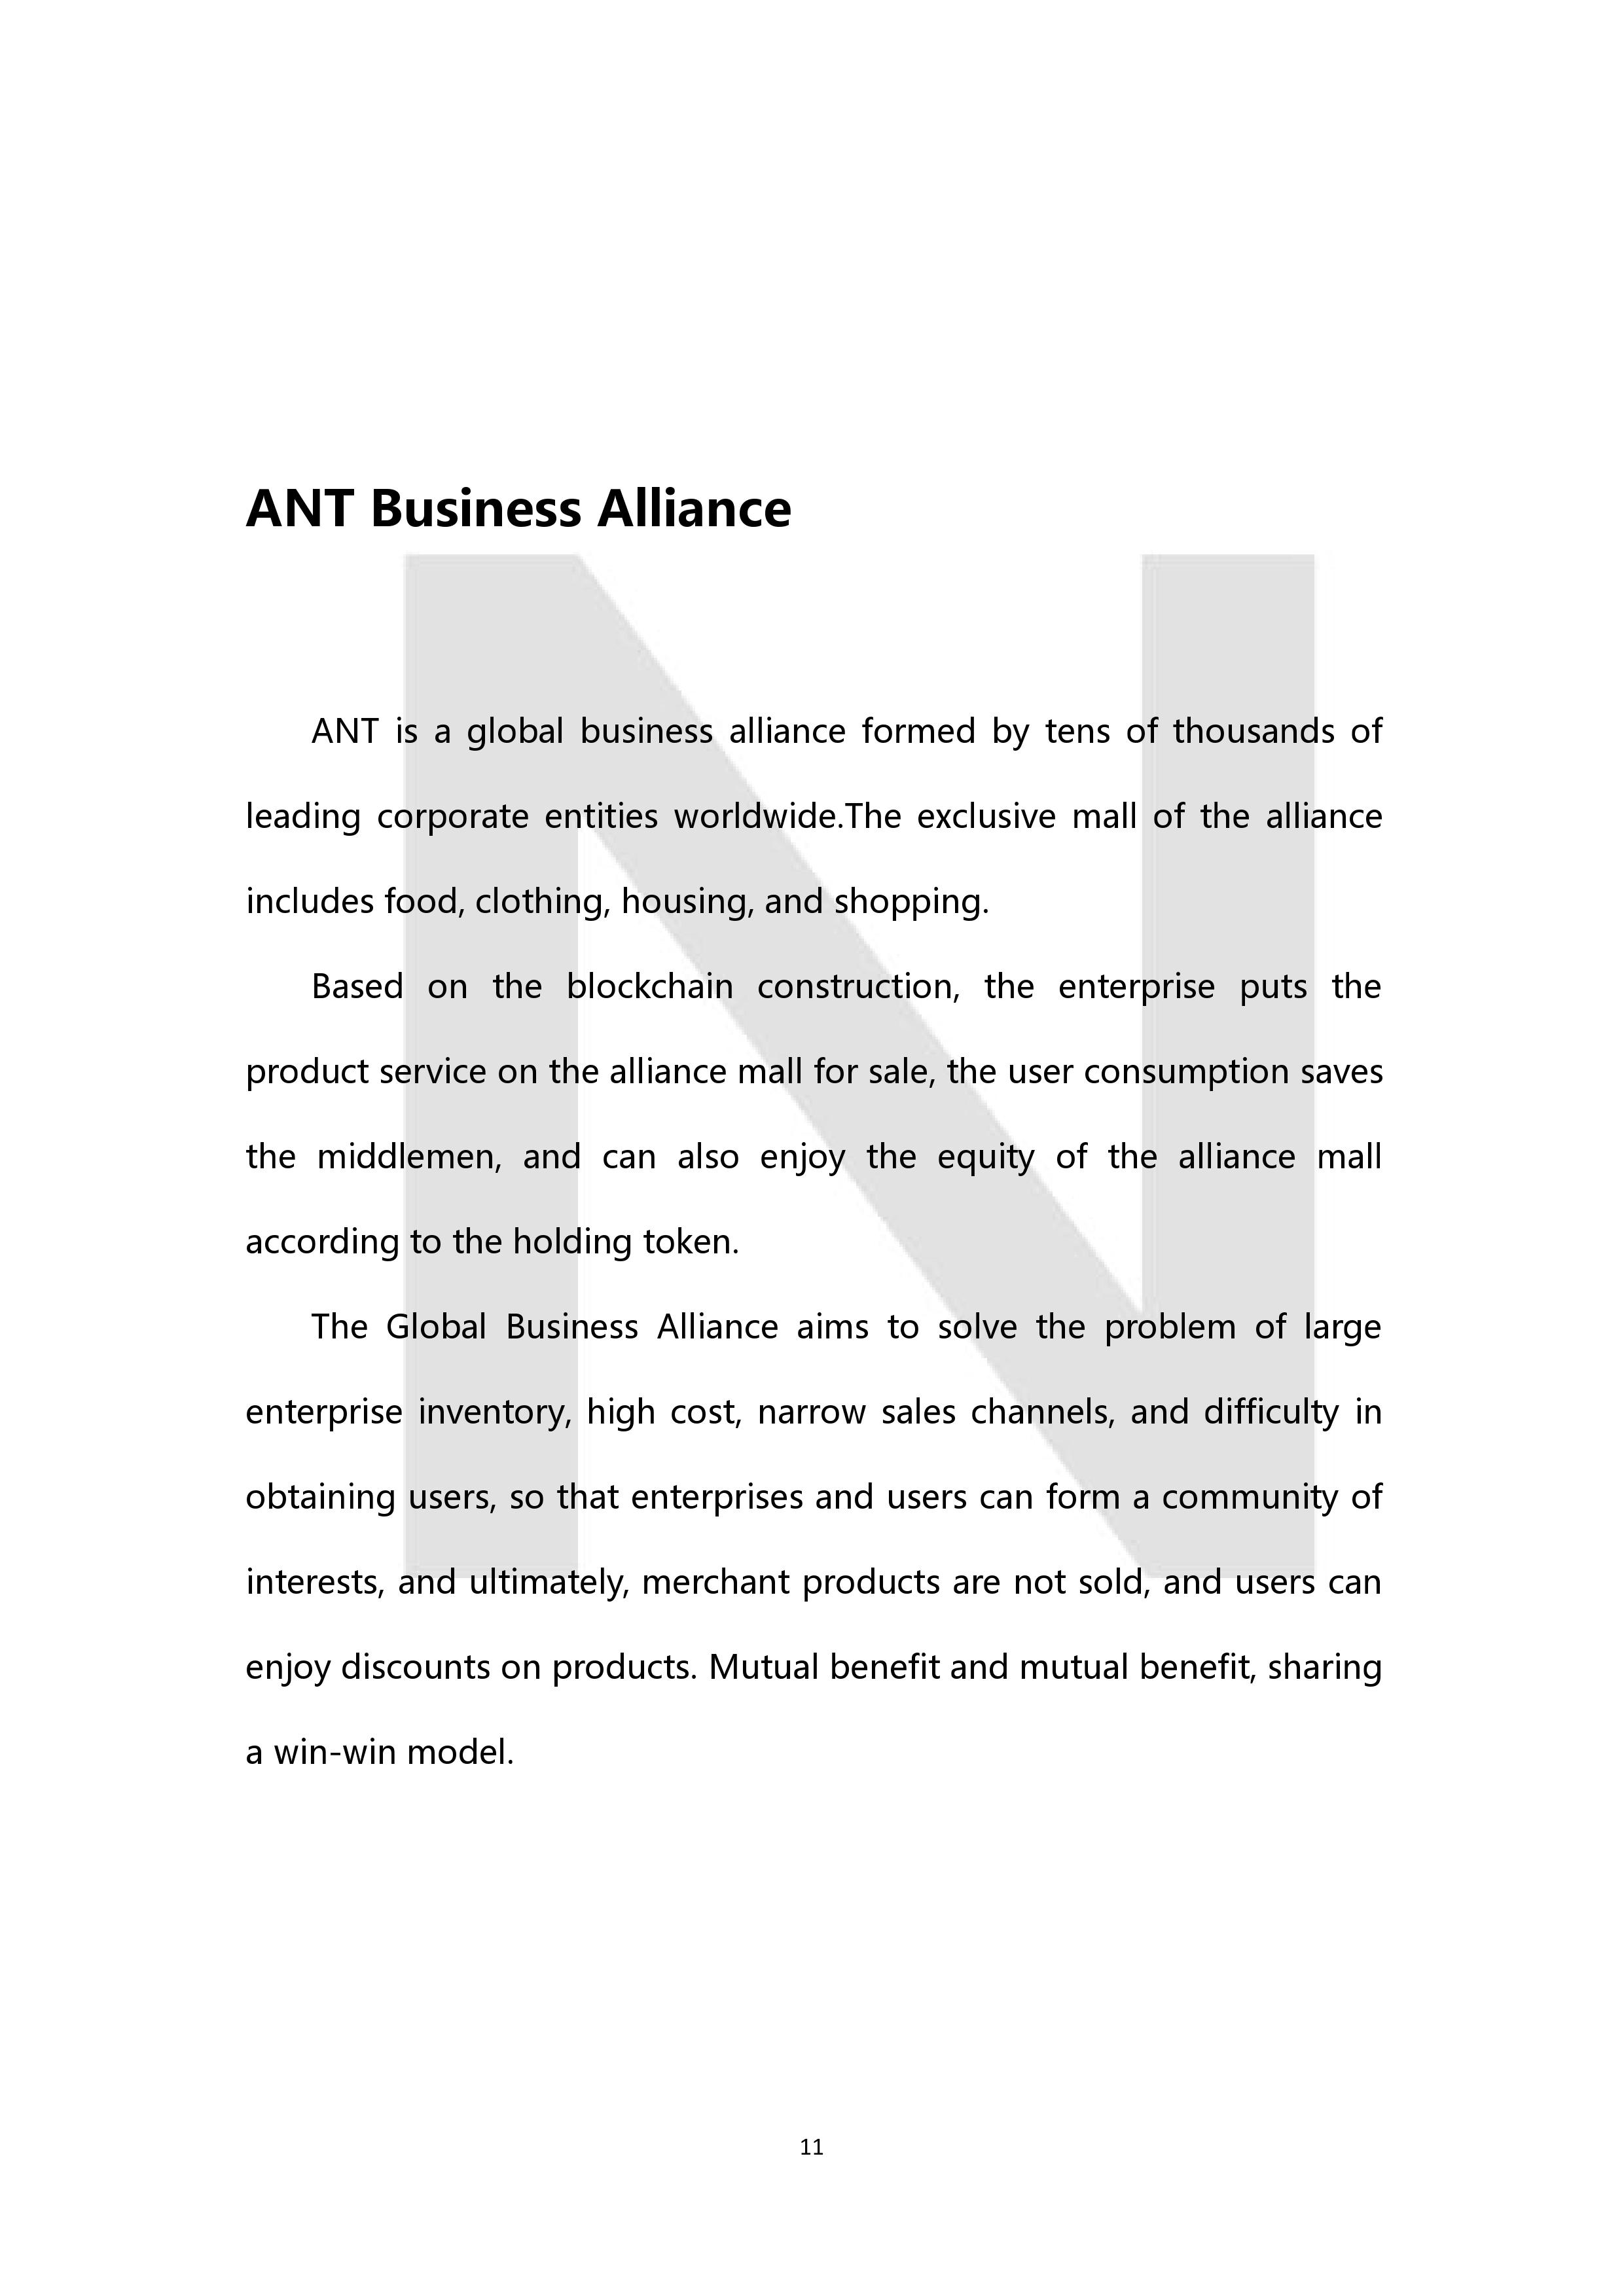 ANT Business Alliance
ANT is a global business alliance formed by tens of thousands of
leading corporate entities worldwide.The exclusive mall of the alliance
includes food, clothing, housing, and shopping.
Based on the blockchain construction, the enterprise puts the
product service on the alliance mall for sale, the user consumption saves
the middlemen, and can also enjoy the equity of the alliance mall
according to the holding token.
The Global Business Alliance aims to solve the problem of large
enterprise inventory, high cost, narrow sales channels, and difficulty in
obtaining users, so that enterprises and users can form a community of
interests, and ultimately, merchant products are not sold, and users can
enjoy discounts on products. Mutual benefit and mutual benefit, sharing
a win-win model.
11